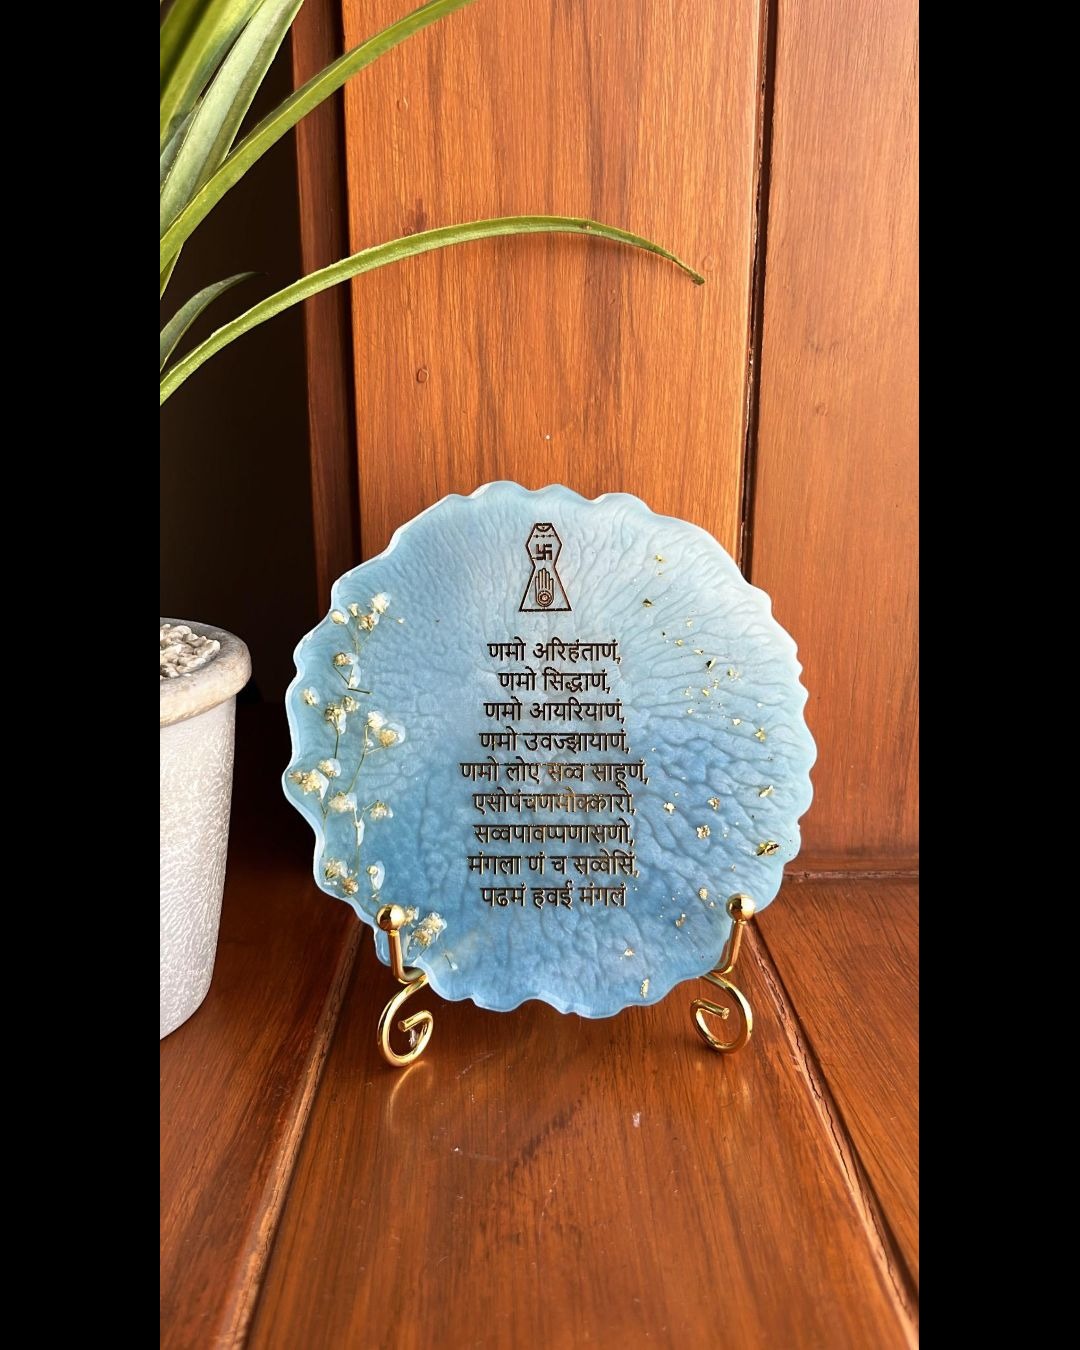 णमो अरिहंताणं,
णमो सिद्धाणं,
णमो आयरियाणं,
णमो उवज्झायाणं,
णमो लोए सव्व साहूणं,
एसोपंचणमोक्कारो,
सव्वपावप्पणासणो,
मंगला णं च सव्वेसिं,
पढमं हवई मंगलं